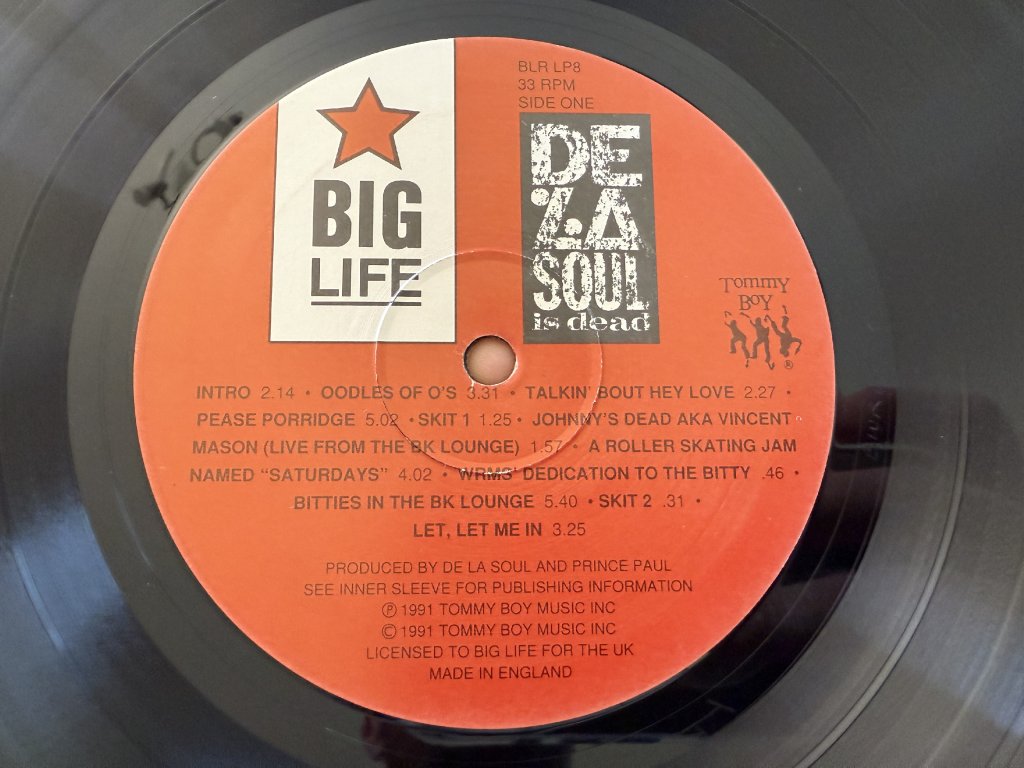 BIG
LIFE
BLR LP8
33 RPM
SIDE ONE
DE
LA
SOUL
is dead
Tommy
Boy
®
INTRO 2.14 • OODLES OF O'S 3.31 • TALKIN' BOUT HEY LOVE 2.27 •
PEASE PORRIDGE 5.02 • SKIT 1 1.25 • JOHNNY'S DEAD AKA VINCENT
MASON (LIVE FROM THE BK LOUNGE) 1.57 • A ROLLER SKATING JAM
NAMED "SATURDAYS" 4.02 • WRMS' DEDICATION TO THE BITTY .46 •
BITTIES IN THE BK LOUNGE 5.40 • SKIT 2 .31 •
LET, LET ME IN 3.25
PRODUCED BY DE LA SOUL AND PRINCE PAUL
SEE INNER SLEEVE FOR PUBLISHING INFORMATION
℗ 1991 TOMMY BOY MUSIC INC
© 1991 TOMMY BOY MUSIC INC
LICENSED TO BIG LIFE FOR THE UK
MADE IN ENGLAND